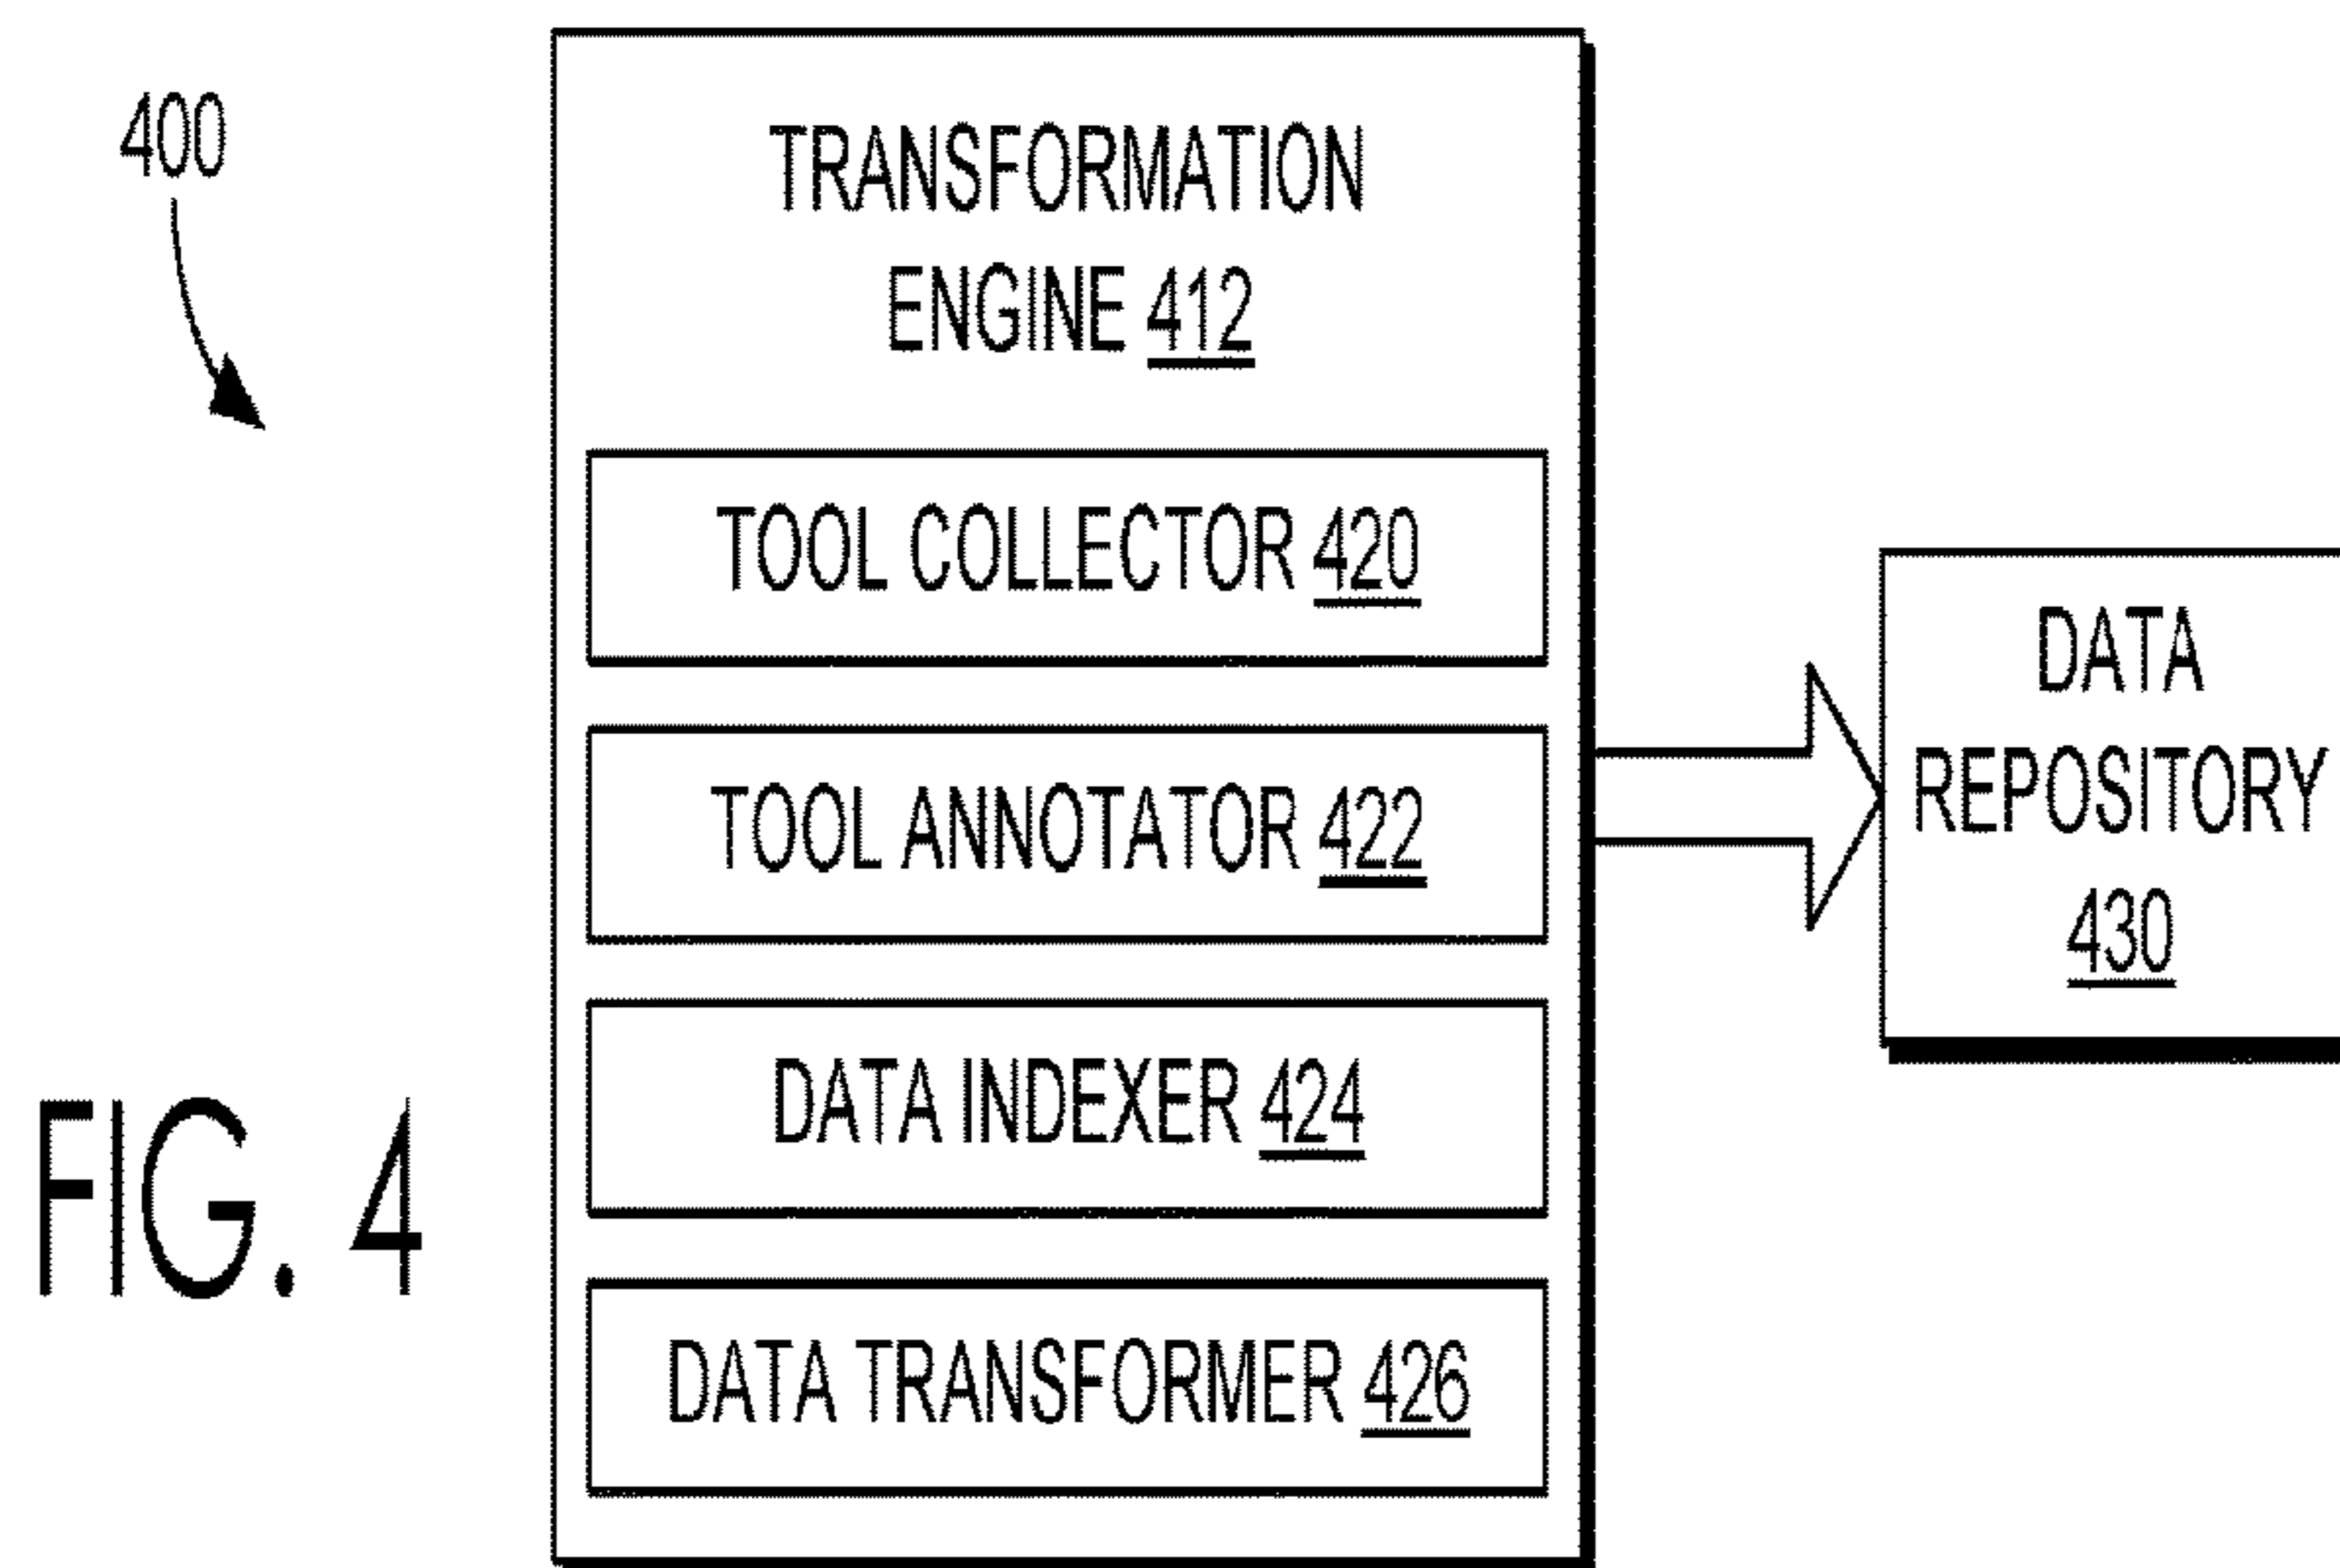 400
TRANSFORMATION
ENGINE 412
TOOL COLLECTOR 420
TOOL ANNOTATOR 422
DATA INDEXER 424
DATA TRANSFORMER 426
DATA
REPOSITORY
430
FIG. 4